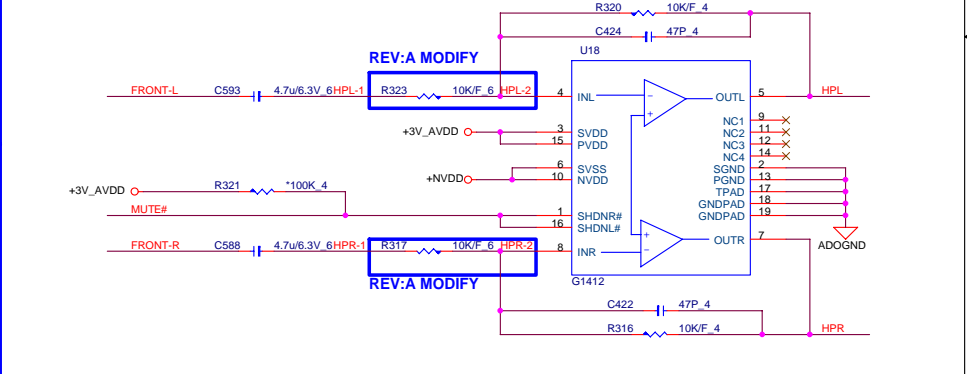 R320 10K/F_4
C424 47P_4
U18
REV:A MODIFY
FRONT-L C593 4.7u/6.3V_6 HPL-1 R323 10K/F_6 HPL-2 4 INL OUTL 5 HPL
NC1 9
NC2 11
NC3 12
NC4 14
+3V_AVDD 3 SVDD
15 PVDD
SGND 2
PGND 13
TPAD 17
GNDPAD 18
GNDPAD 19
6 SVSS
+NVDD 10 NVDD
+3V_AVDD R321 *100K_4
MUTE# 1 SHDNR#
16 SHDNL#
FRONT-R C588 4.7u/6.3V_6 HPR-1 R317 10K/F_6 HPR-2 8 INR OUTR 7
ADOGND
REV:A MODIFY
G1412
C422 47P_4
R316 10K/F_4 HPR
- + + -